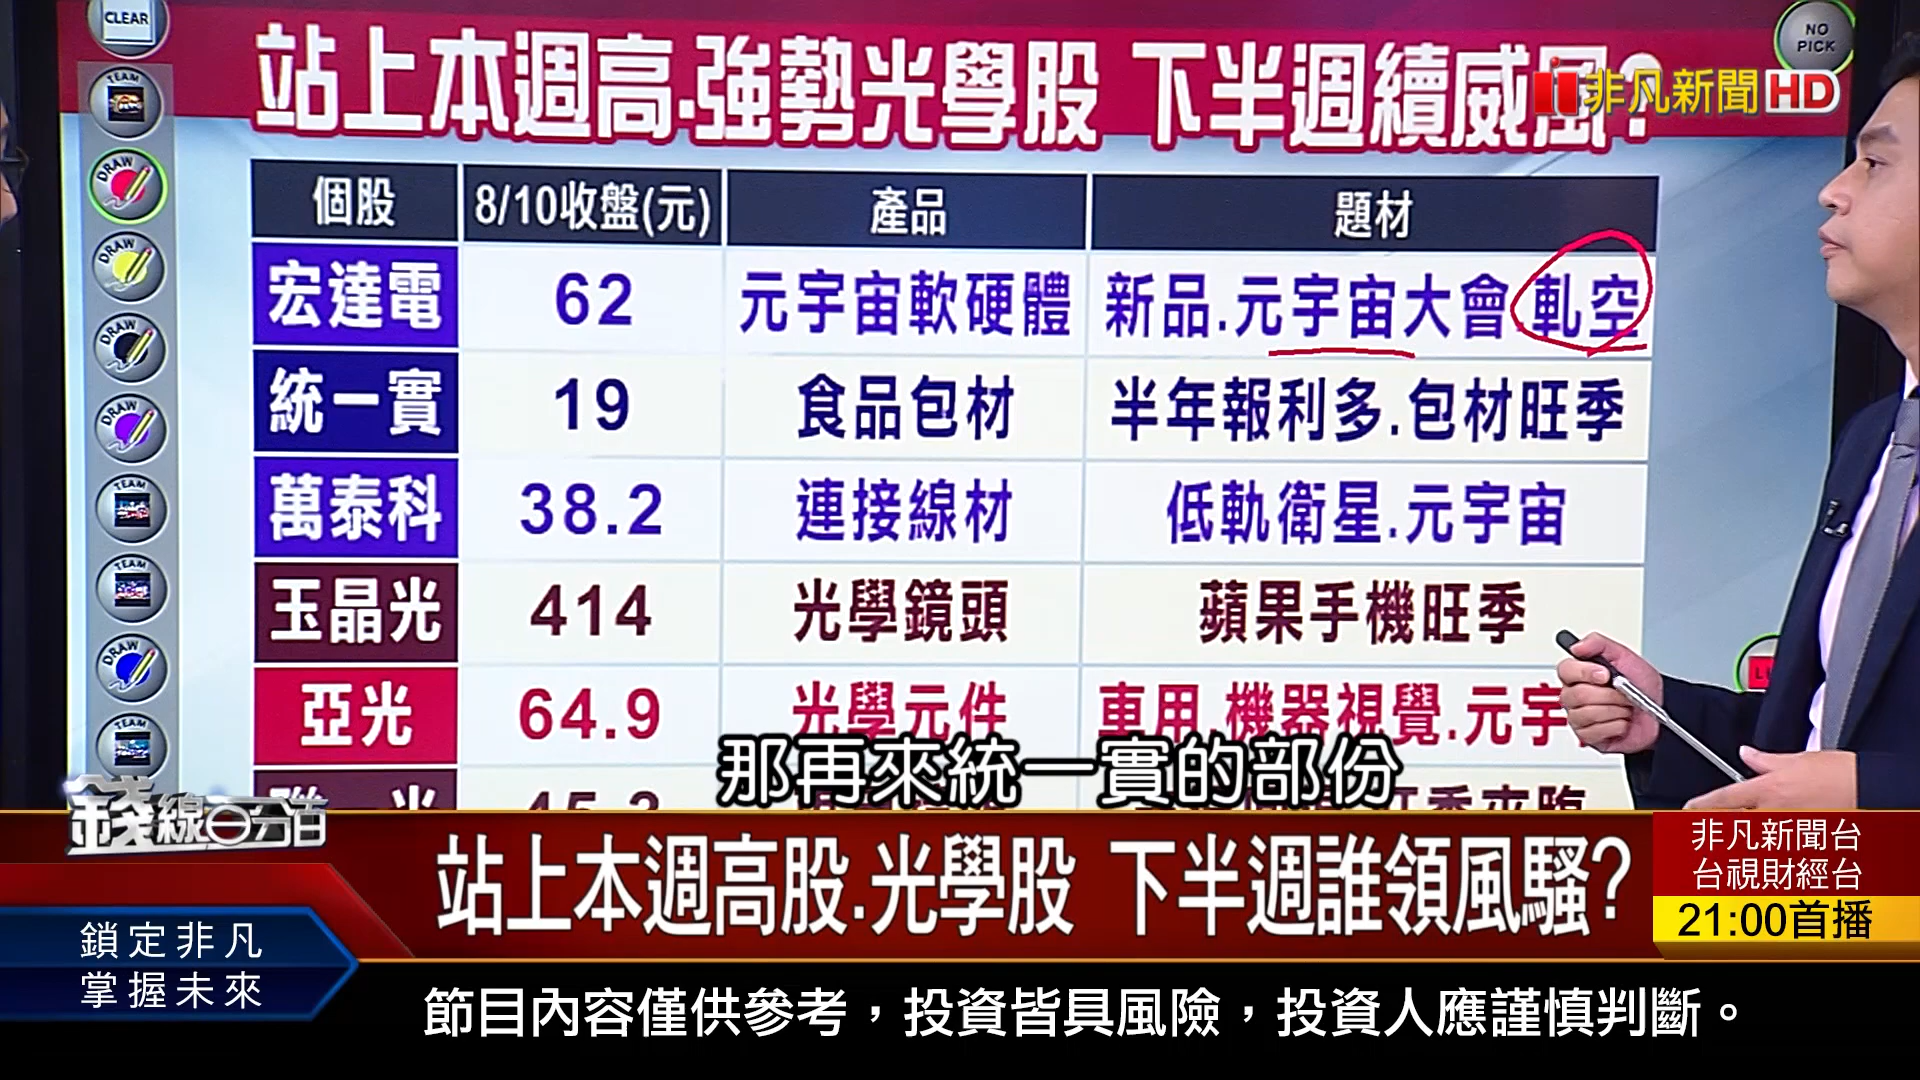 CLEAR
TEAM
DRAW
DRAW
DRAW
DRAW
TEAM
TEAM
DRAW
TEAM
NO
PICK
站上本週高.強勢光學股 下半週續威風?
非凡新聞HD
個股 8/10收盤(元) 產品 題材
宏達電 62 元宇宙軟硬體 新品.元宇宙大會.軋空
統一實 19 食品包材 半年報利多.包材旺季
萬泰科 38.2 連接線材 低軌衛星.元宇宙
玉晶光 414 光學鏡頭 蘋果手機旺季
亞光 64.9 光學元件 車用.機器視覺.元宇
那再來統一實的部份
錢線百分百
站上本週高股.光學股 下半週誰領風騷?
非凡新聞台
台視財經台
21:00首播
鎖定非凡
掌握未來
節目內容僅供參考，投資皆具風險，投資人應謹慎判斷。